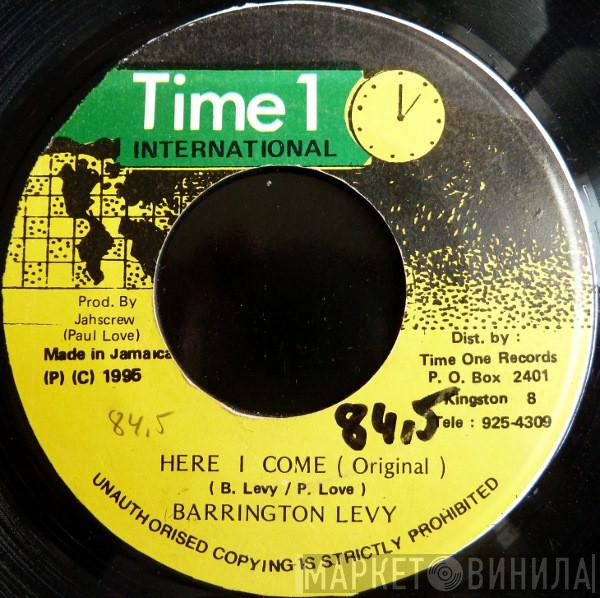 Time 1
INTERNATIONAL
Prod. By
Jahscrew
(Paul Love)
Made in Jamaica
(P) (C) 1995
Dist. by :
Time One Records
P. O. Box 2401
Kingston 8
Tele : 925-4309
84,5
84,5
HERE I COME ( Original )
( B. Levy / P. Love )
BARRINGTON LEVY
UNAUTHORISED COPYING IS STRICTLY PROHIBITED
МАРКЕТ ВИНИЛА